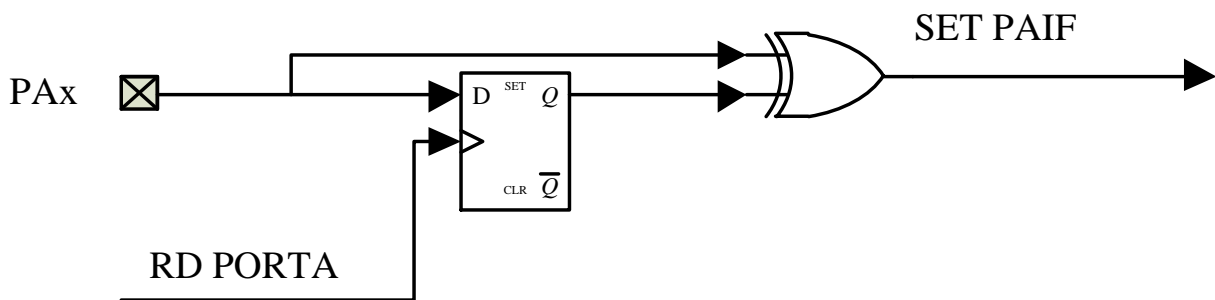 SET PAIF
PAx
D SET Q
CLR Q̅
RD PORTA